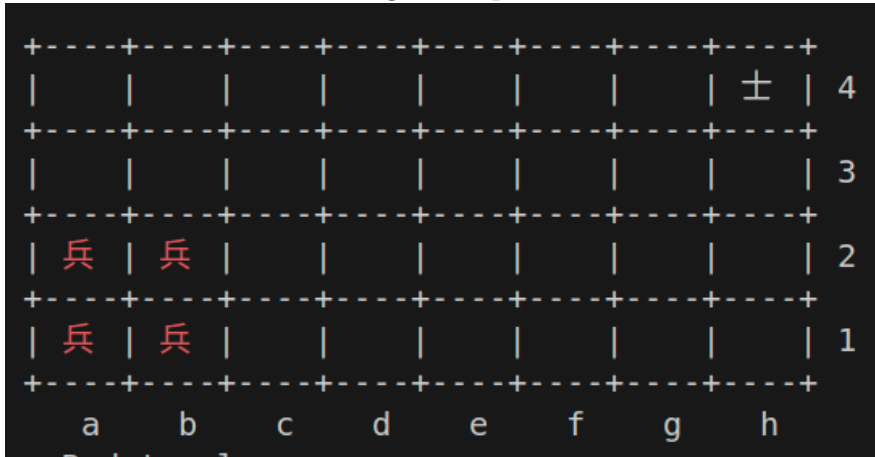 +----+----+----+----+----+----+----+----+
|    |    |    |    |    |    |    | 士 | 4
+----+----+----+----+----+----+----+----+
|    |    |    |    |    |    |    |    | 3
+----+----+----+----+----+----+----+----+
| 兵 | 兵 |    |    |    |    |    |    | 2
+----+----+----+----+----+----+----+----+
| 兵 | 兵 |    |    |    |    |    |    | 1
+----+----+----+----+----+----+----+----+
a b c d e f g h